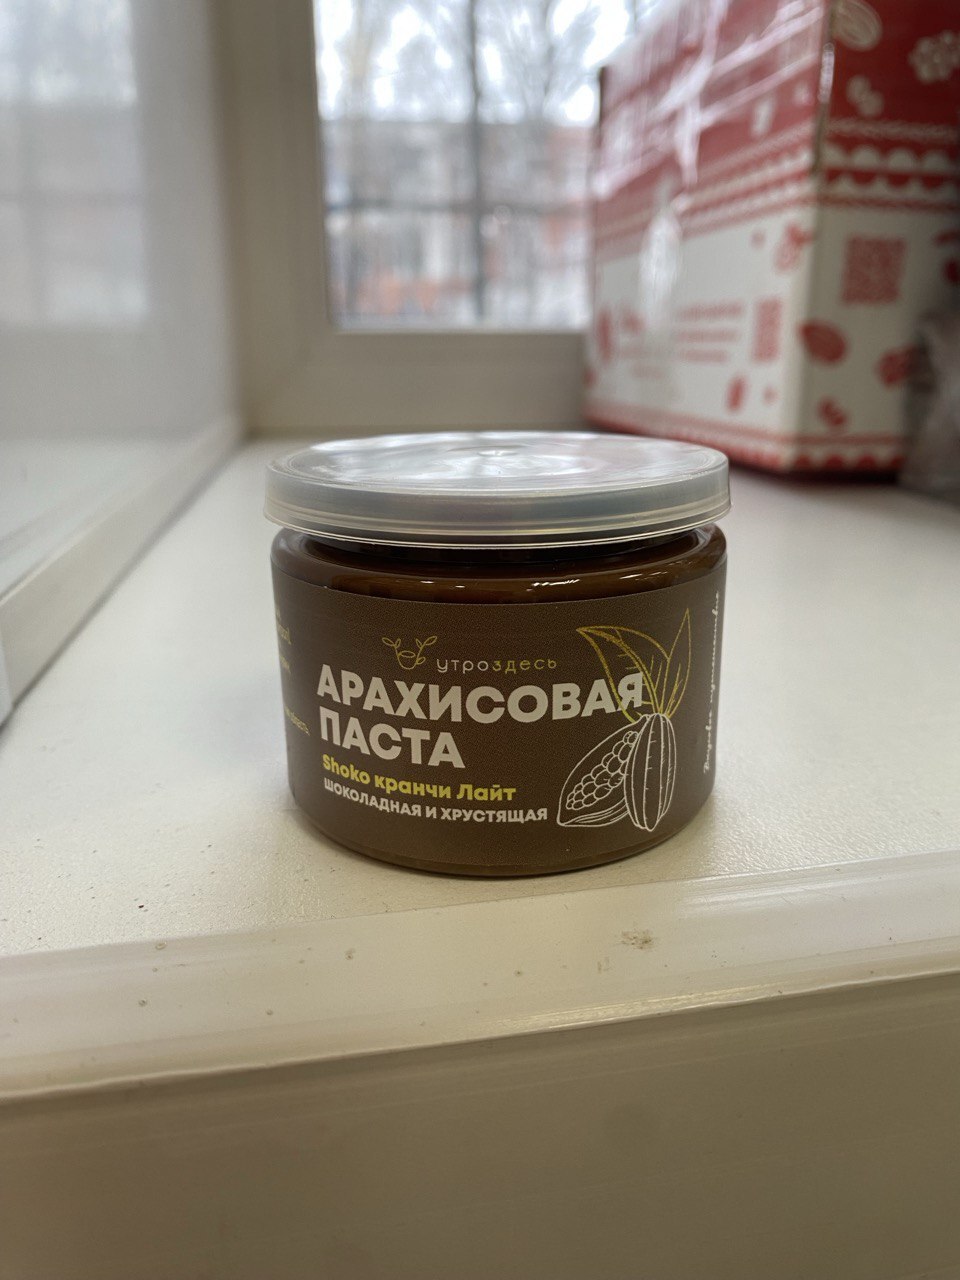 утроздесь
АРАХИСОВАЯ
ПАСТА
Shoko кранчи Лайт
ШОКОЛАДНАЯ И ХРУСТЯЩАЯ